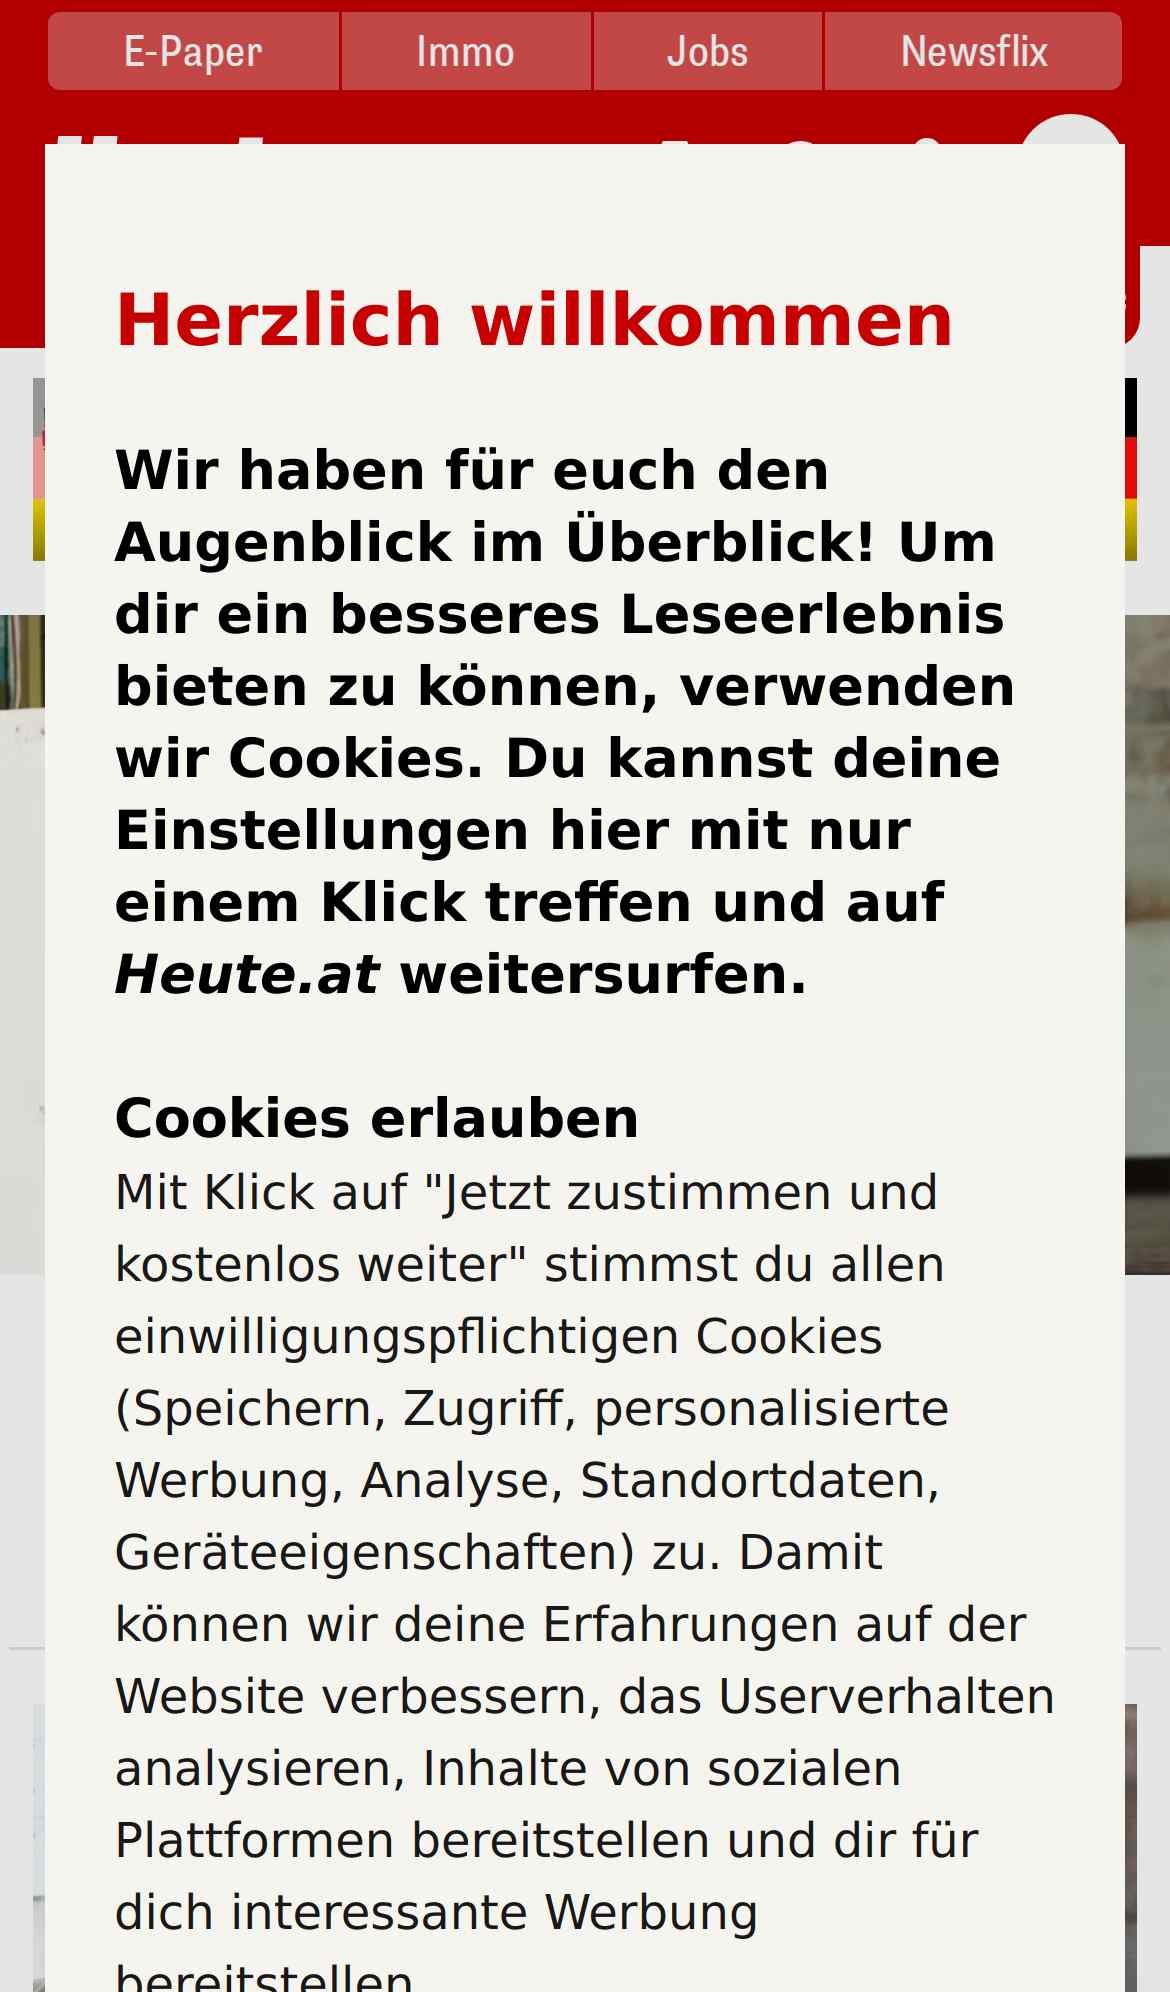 E-Paper Immo Jobs Newsflix
Herzlich willkommen
Wir haben für euch den
Augenblick im Überblick! Um
dir ein besseres Leseerlebnis
bieten zu können, verwenden
wir Cookies. Du kannst deine
Einstellungen hier mit nur
einem Klick treffen und auf
Heute.at weitersurfen.
Cookies erlauben
Mit Klick auf "Jetzt zustimmen und
kostenlos weiter" stimmst du allen
einwilligungspflichtigen Cookies
(Speichern, Zugriff, personalisierte
Werbung, Analyse, Standortdaten,
Geräteeigenschaften) zu. Damit
können wir deine Erfahrungen auf der
Website verbessern, das Userverhalten
analysieren, Inhalte von sozialen
Plattformen bereitstellen und dir für
dich interessante Werbung
bereitstellen